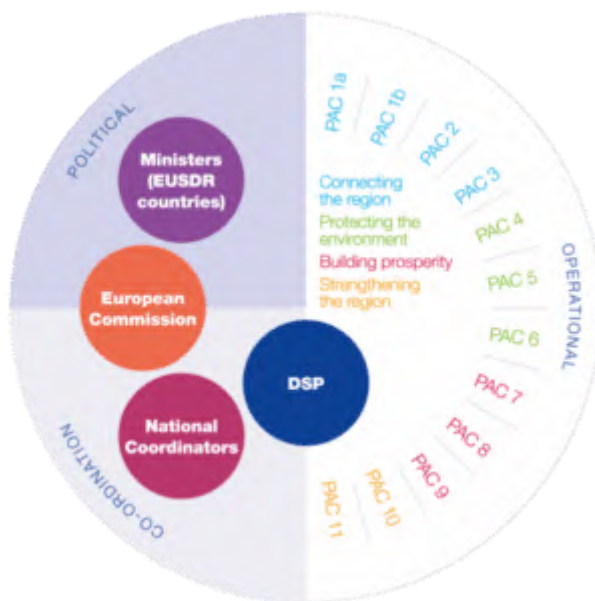 POLITICAL
Ministers
(EUSDR
countries)
European
Commission
National
Coordinators
CO-ORDINATION
DSP
Connecting
the region
Protecting the
environment
Building prosperity
Strengthening
the region
PAC 1a
PAC 1b
PAC 2
PAC 3
PAC 4
PAC 5
PAC 6
PAC 7
PAC 8
PAC 9
PAC 10
PAC 11
OPERATIONAL